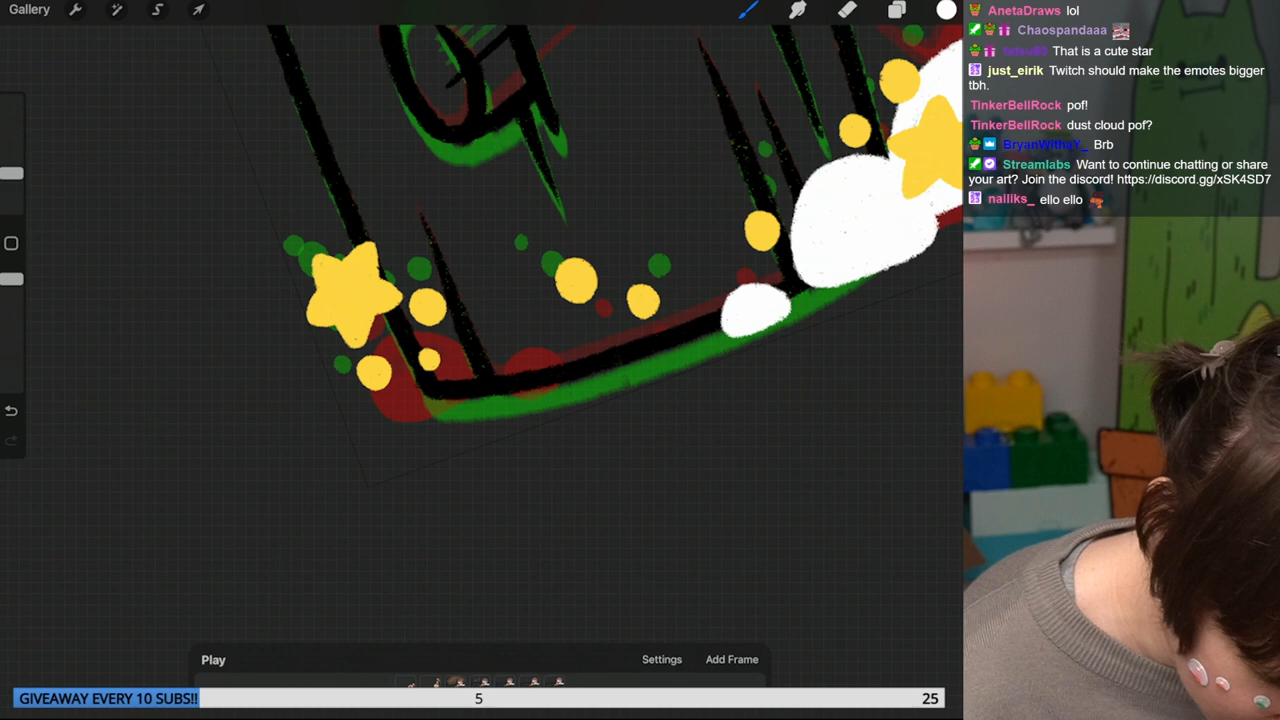 Gallery
AnetaDraws lol
Chaospandaaa
That is a cute star
just_eirik Twitch should make the emotes bigger
tbh.
TinkerBellRock pof!
TinkerBellRock dust cloud pof?
BryanWithaY_ Brb
Streamlabs Want to continue chatting or share
your art? Join the discord! https://discord.gg/xSK4SD7
nailiks_ ello ello
Play
Settings
Add Frame
GIVEAWAY EVERY 10 SUBS!!
5
25